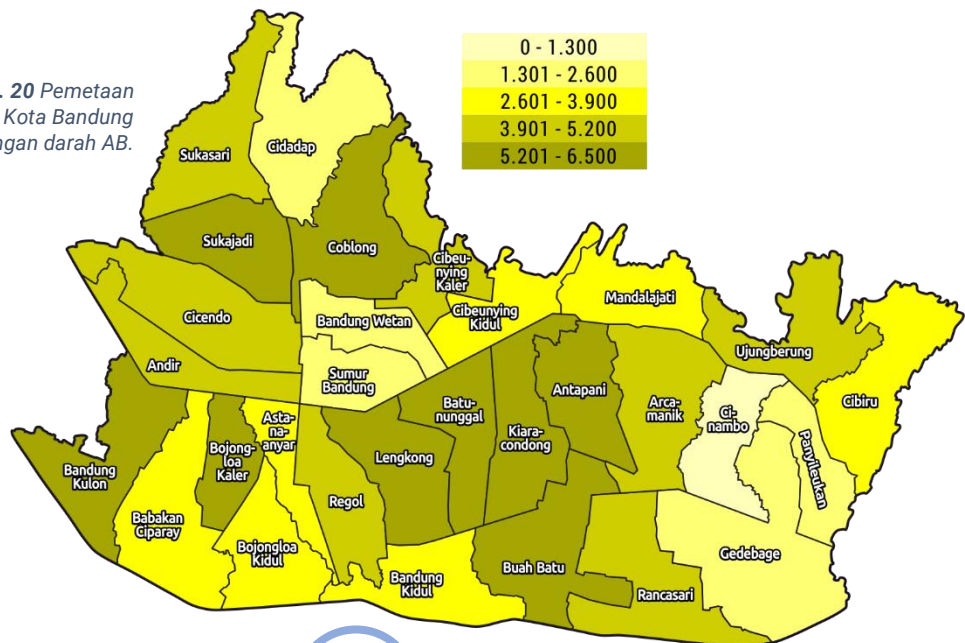 . 20 Pemetaan
Kota Bandung
ngan darah AB.
0 - 1.300
1.301 - 2.600
2.601 - 3.900
3.901 - 5.200
5.201 - 6.500
Sukasari
Cidadap
Sukajadi
Coblong
Cibeu-
nying
Kaler
Cibeunying
Kidul
Mandalajati
Cicendo
Bandung Wetan
Andir
Sumur
Bandung
Ujungberung
Cibiru
Antapani
Arca-
manik
Ci-
nambo
Panyileukan
Batu-
nunggal
Kiara-
condong
Lengkong
Asta-
na-
anyar
Bojong-
loa
Kaler
Bandung
Kulon
Regol
Babakan
Ciparay
Bojongloa
Kidul
Bandung
Kidul
Buah Batu
Gedebage
Rancasari